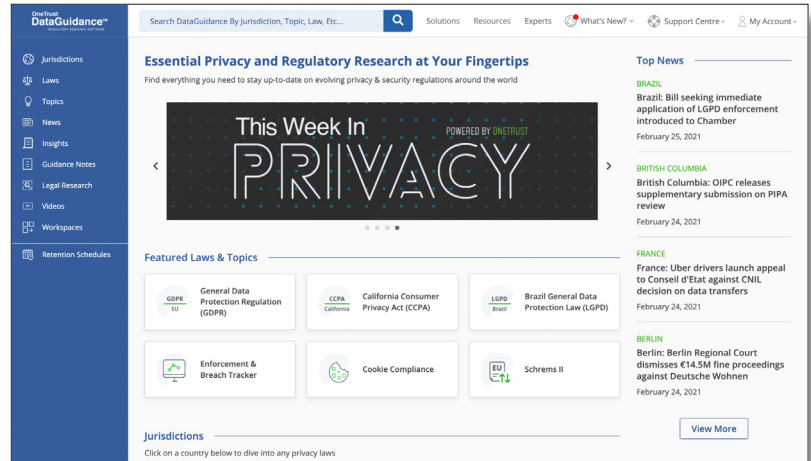 OneTrust
DataGuidance™
REGULATORY RESEARCH SOFTWARE
Search DataGuidance By Jurisdiction, Topic, Law, Etc...
Solutions
Resources
Experts
What's New?
Support Centre
My Account
Jurisdictions
Laws
Topics
News
Insights
Guidance Notes
Legal Research
Videos
Workspaces
Retention Schedules
Essential Privacy and Regulatory Research at Your Fingertips
Find everything you need to stay up-to-date on evolving privacy & security regulations around the world
This Week In
POWERED BY ONETRUST
PRIVACY
Featured Laws & Topics
GDPR
EU
General Data
Protection Regulation
(GDPR)
CCPA
California
California Consumer
Privacy Act (CCPA)
LGPD
Brazil
Brazil General Data
Protection Law (LGPD)
Enforcement &
Breach Tracker
Cookie Compliance
EU
Schrems II
Jurisdictions
Click on a country below to dive into any privacy laws
Top News
BRAZIL
Brazil: Bill seeking immediate
application of LGPD enforcement
introduced to Chamber
February 25, 2021
BRITISH COLUMBIA
British Columbia: OIPC releases
supplementary submission on PIPA
review
February 24, 2021
FRANCE
France: Uber drivers launch appeal
to Conseil d'Etat against CNIL
decision on data transfers
February 24, 2021
BERLIN
Berlin: Berlin Regional Court
dismisses €14.5M fine proceedings
against Deutsche Wohnen
February 24, 2021
View More